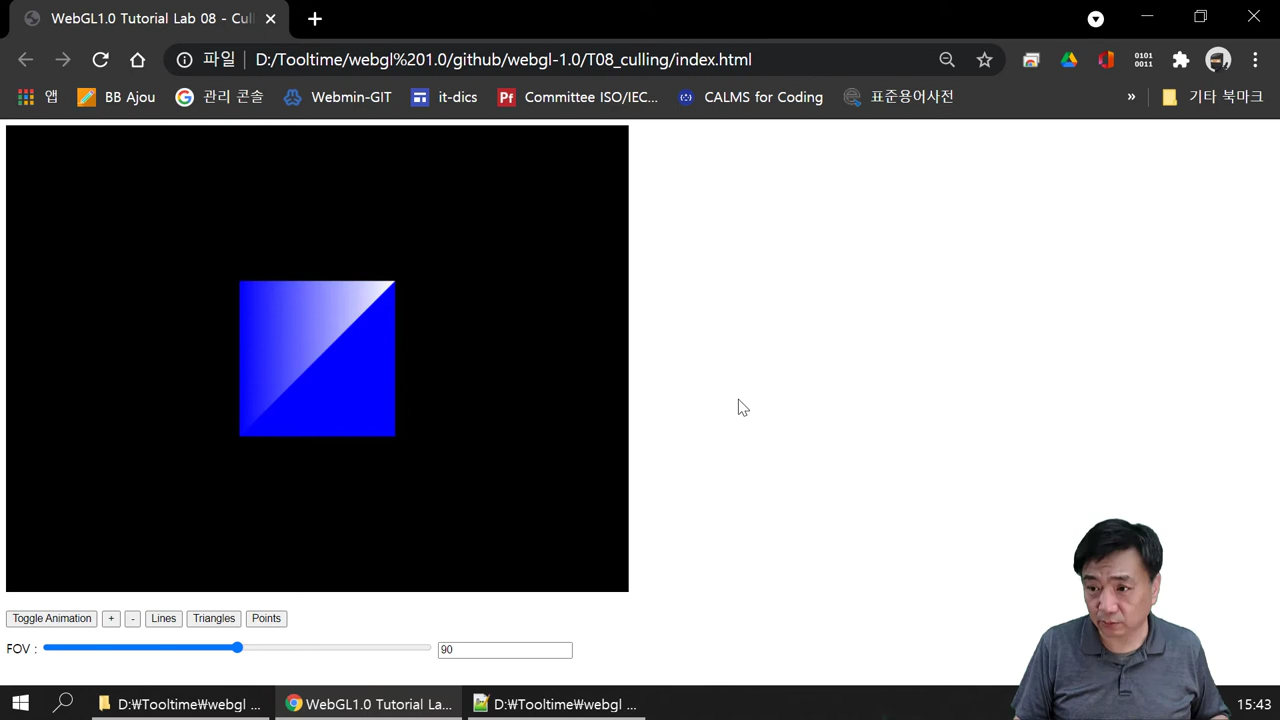 WebGL1.0 Tutorial Lab 08 - Cull
파일 D:/Tooltime/webgl%201.0/github/webgl-1.0/T08_culling/index.html
0101
0011
앱 BB Ajou 관리 콘솔 Webmin-GIT it-dics Pf Committee ISO/IEC... CALMS for Coding 표준용어사전 » 기타 북마크
Toggle Animation + - Lines Triangles Points
FOV : 90
D:\Tooltime\webgl ... WebGL1.0 Tutorial La... D:\Tooltime\webgl ... 15:43